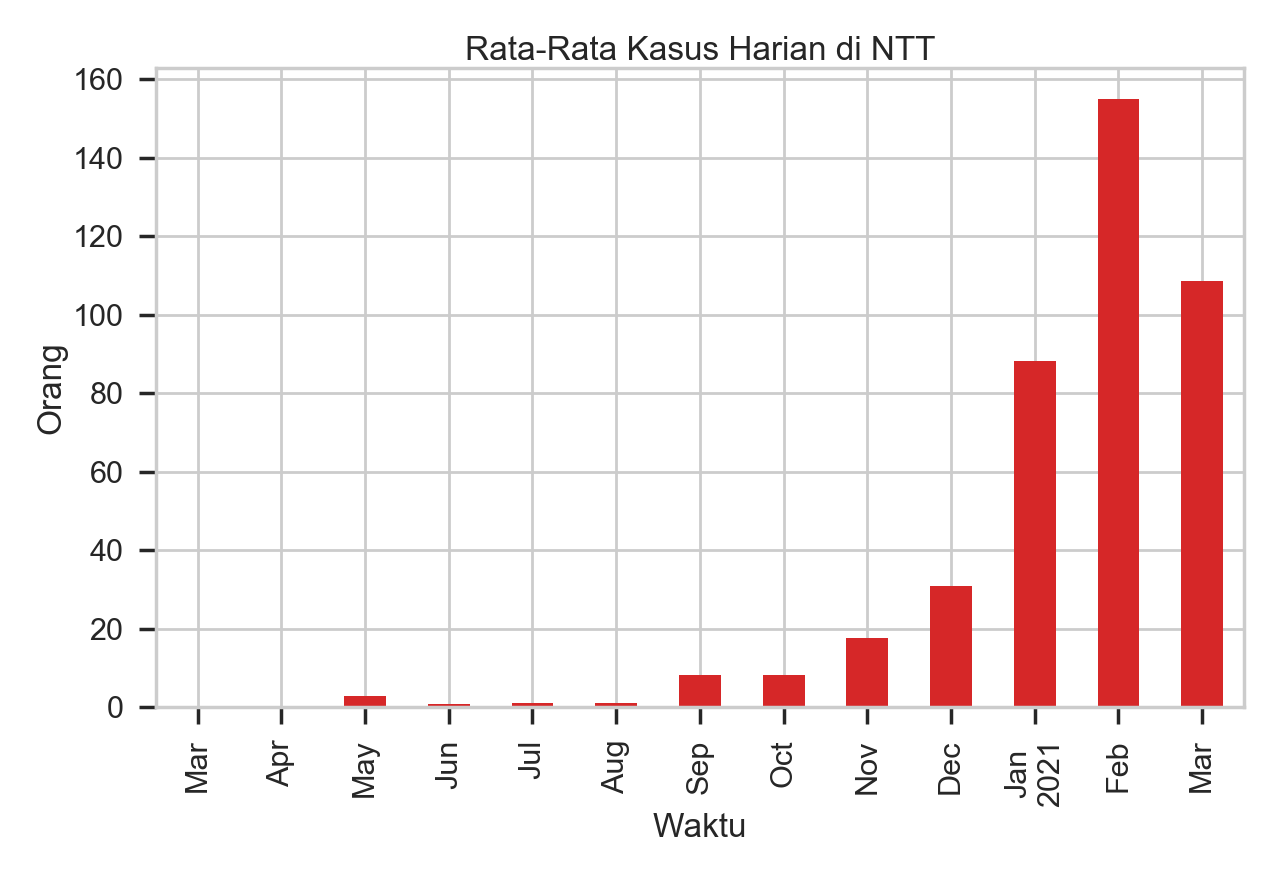 Rata-Rata Kasus Harian di NTT
160
140
120
100
80
60
40
20
0
Orang
Mar
Apr
May
Jun
Jul
Aug
Sep
Oct
Nov
Dec
Jan
2021
Feb
Mar
Waktu